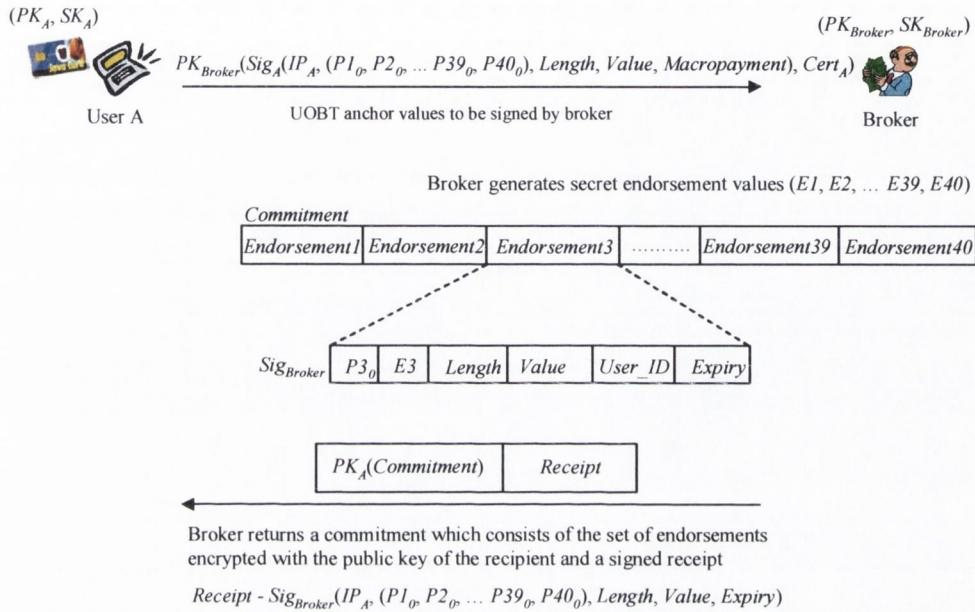 (PK_A, SK_A)
(PK_Broker, SK_Broker)
Java Card
PK_Broker(Sig_A(IP_A, (P1_0, P2_0, ... P39_0, P40_0), Length, Value, Macropayment), Cert_A)
User A
UOBT anchor values to be signed by broker
Broker
Broker generates secret endorsement values (E1, E2, ... E39, E40)
Commitment
Endorsement1 Endorsement2 Endorsement3 .......... Endorsement39 Endorsement40
Sig_Broker P3_0 E3 Length Value User_ID Expiry
PK_A(Commitment) Receipt
Broker returns a commitment which consists of the set of endorsements
encrypted with the public key of the recipient and a signed receipt
Receipt - Sig_Broker(IP_A, (P1_0, P2_0, ... P39_0, P40_0), Length, Value, Expiry)